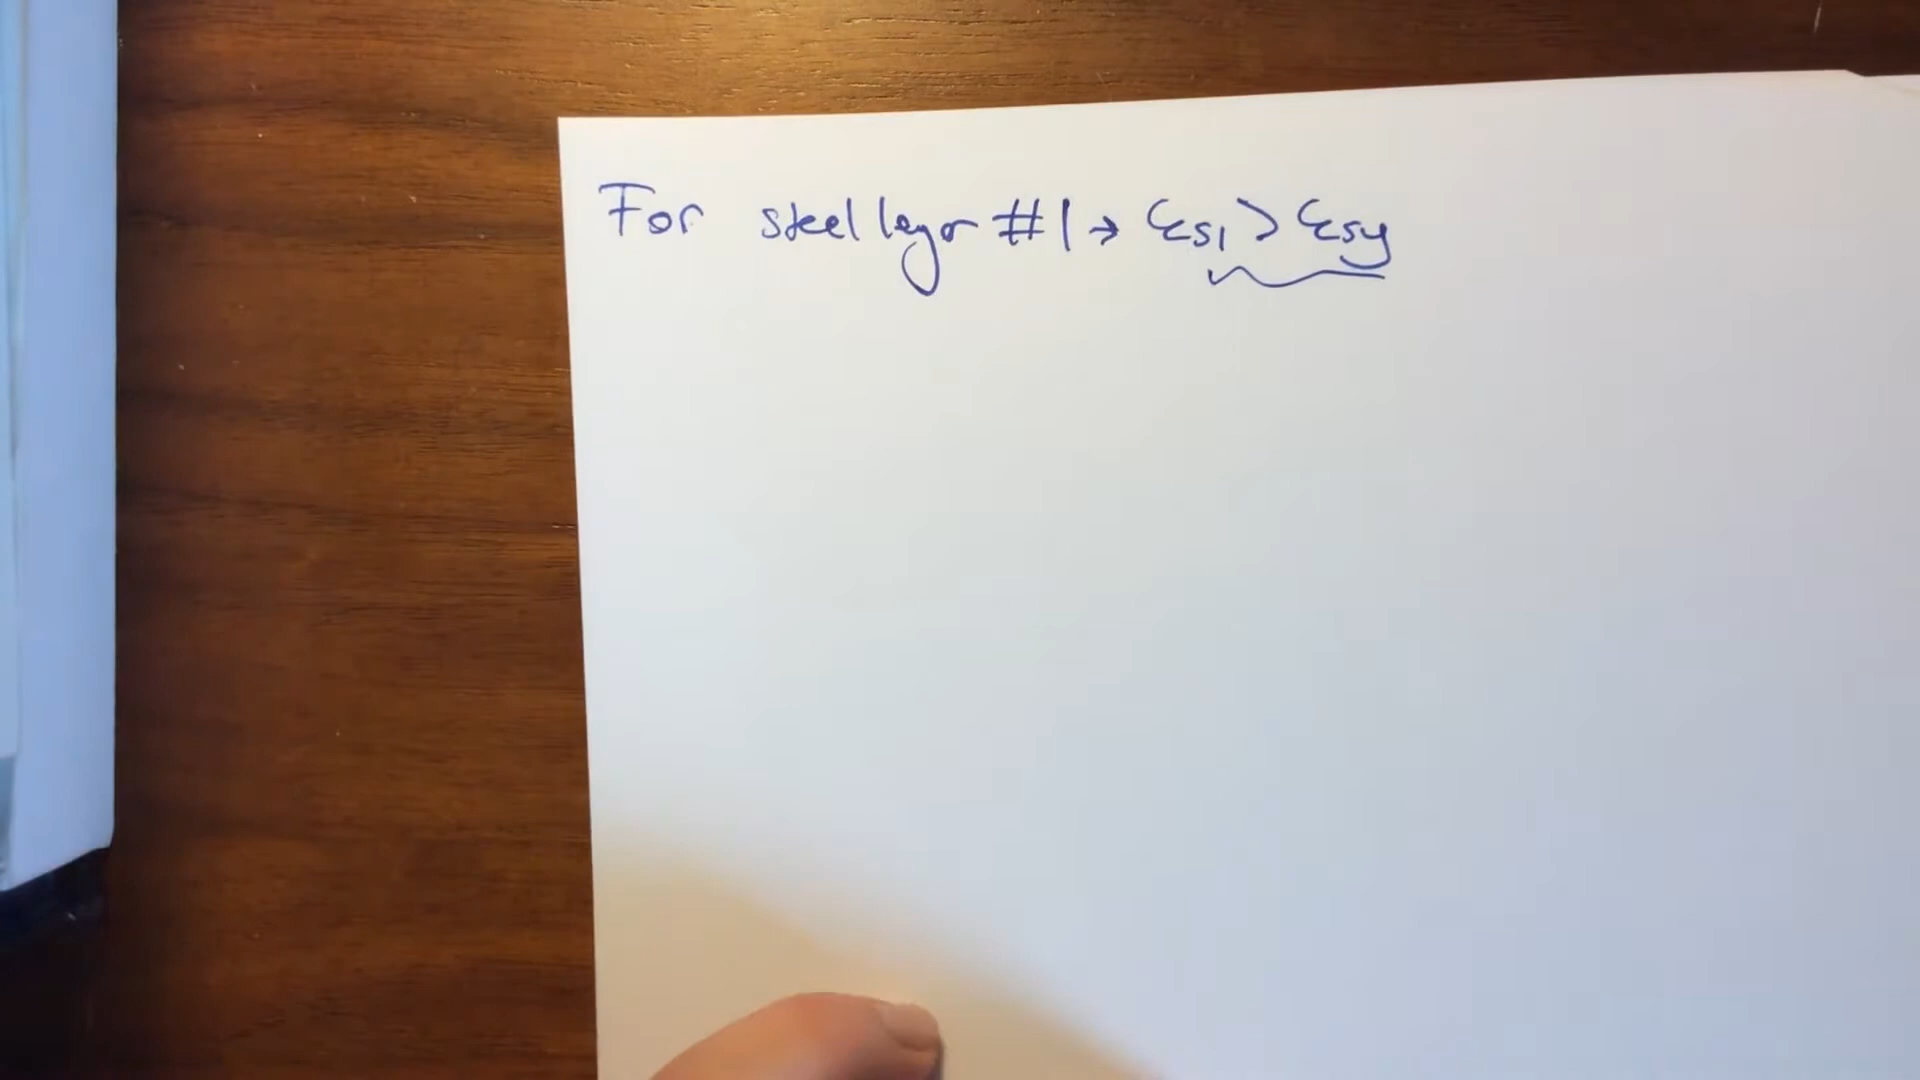 For steel layer #1 → εs1 > εsy